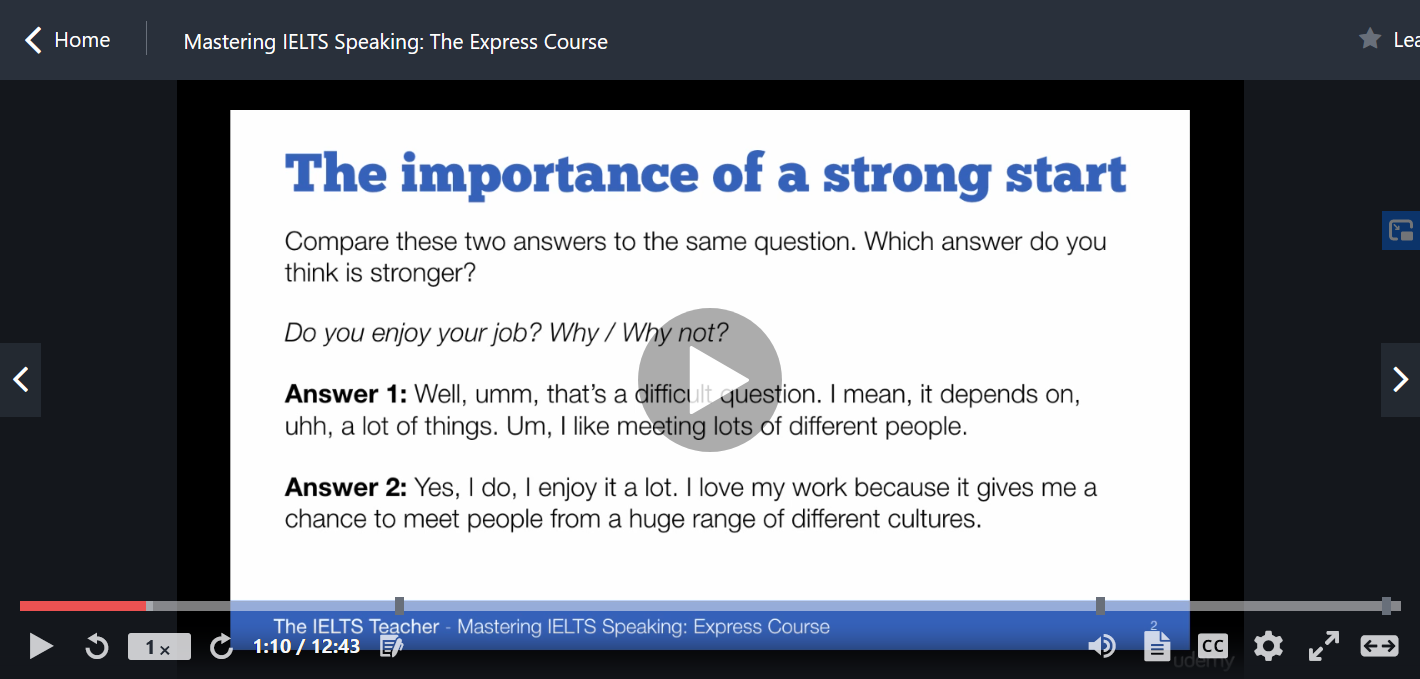 Home
Mastering IELTS Speaking: The Express Course
Lea
The importance of a strong start
Compare these two answers to the same question. Which answer do you
think is stronger?
Do you enjoy your job? Why / Why not?
Answer 1: Well, umm, that's a difficult question. I mean, it depends on,
uhh, a lot of things. Um, I like meeting lots of different people.
Answer 2: Yes, I do, I enjoy it a lot. I love my work because it gives me a
chance to meet people from a huge range of different cultures.
The IELTS Teacher - Mastering IELTS Speaking: Express Course
2
1 x
1:10 / 12:43
CC
udemy